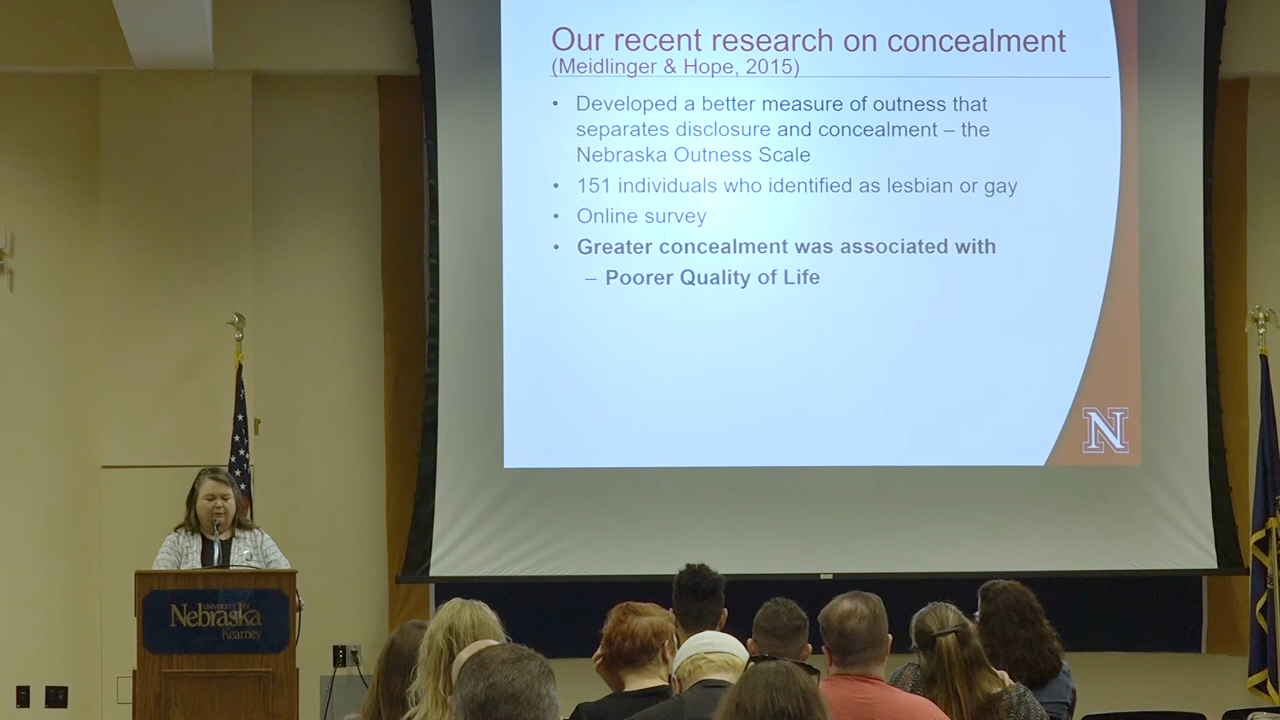 Our recent research on concealment
(Meidlinger & Hope, 2015)
• Developed a better measure of outness that
separates disclosure and concealment – the
Nebraska Outness Scale
• 151 individuals who identified as lesbian or gay
• Online survey
• Greater concealment was associated with
– Poorer Quality of Life
N
UNIVERSITY OF
Nebraska
Kearney